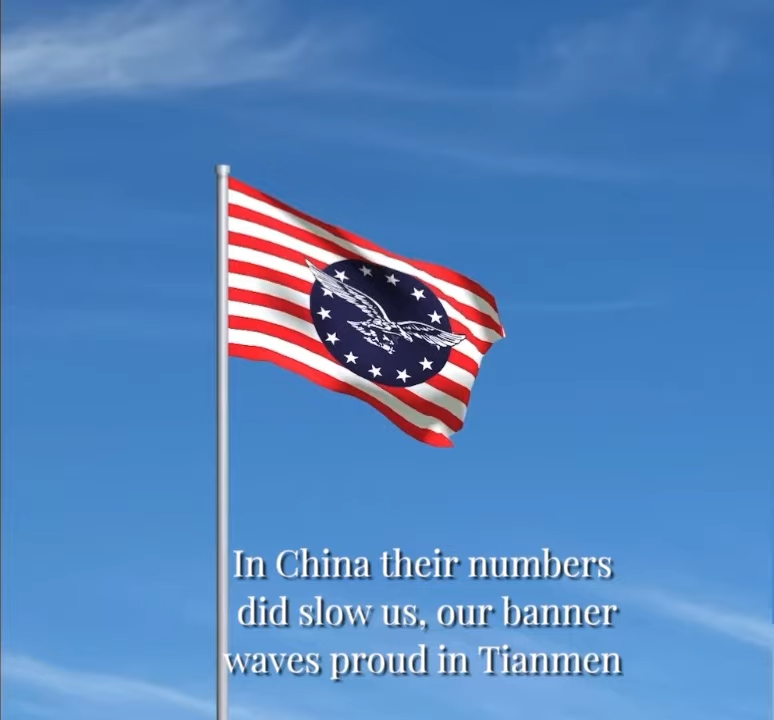 In China their numbers
did slow us, our banner
waves proud in Tianmen